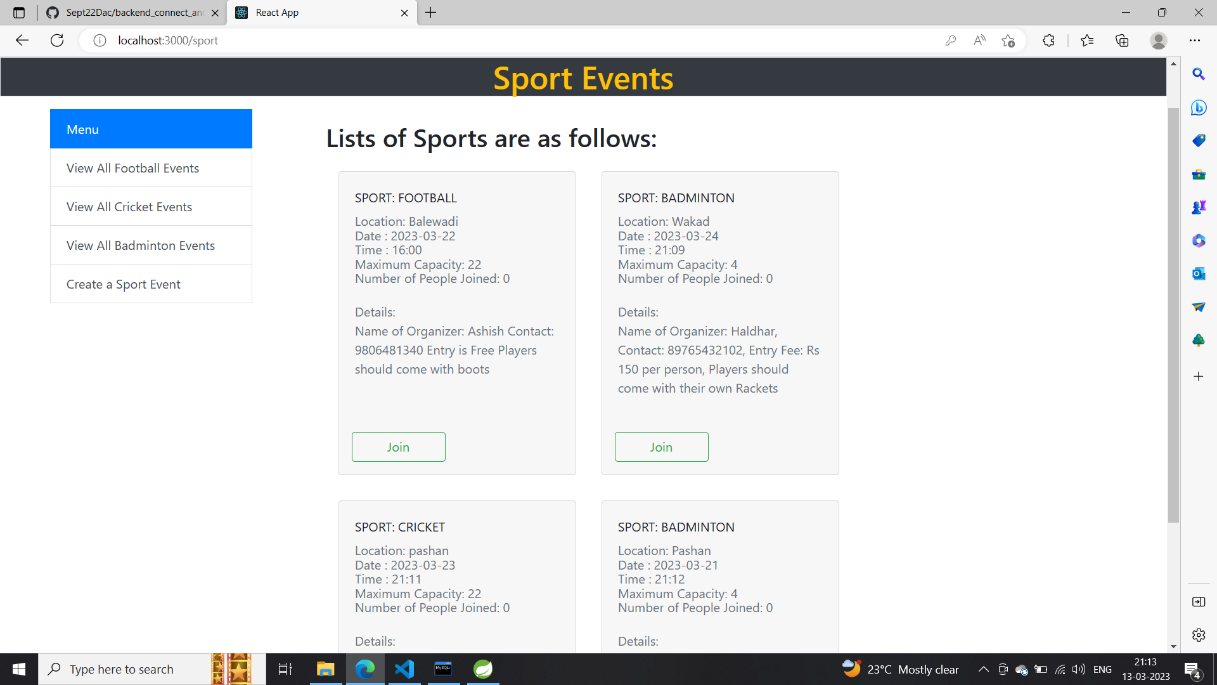 Sept22Dac/backend_connect_an
React App
localhost:3000/sport
Sport Events
Menu
View All Football Events
View All Cricket Events
View All Badminton Events
Create a Sport Event
Lists of Sports are as follows:
SPORT: FOOTBALL
Location: Balewadi
Date : 2023-03-22
Time : 16:00
Maximum Capacity: 22
Number of People Joined: 0
Details:
Name of Organizer: Ashish Contact:
9806481340 Entry is Free Players
should come with boots
Join
SPORT: BADMINTON
Location: Wakad
Date : 2023-03-24
Time : 21:09
Maximum Capacity: 4
Number of People Joined: 0
Details:
Name of Organizer: Haldhar,
Contact: 89765432102, Entry Fee: Rs
150 per person, Players should
come with their own Rackets
Join
SPORT: CRICKET
Location: pashan
Date : 2023-03-23
Time : 21:11
Maximum Capacity: 22
Number of People Joined: 0
Details:
SPORT: BADMINTON
Location: Pashan
Date : 2023-03-21
Time : 21:12
Maximum Capacity: 4
Number of People Joined: 0
Details:
Type here to search
23°C Mostly clear
ENG
21:13
13-03-2023
4